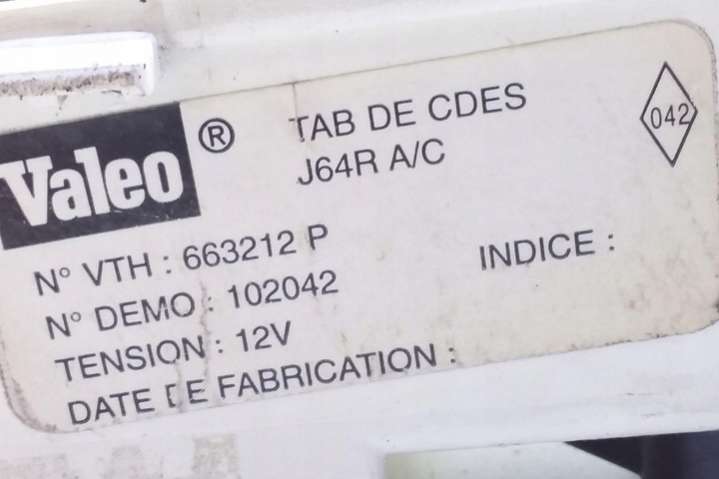 Valeo ® TAB DE CDES
J64R A/C
042
N° VTH : 663212 P
INDICE :
N° DEMO : 102042
TENSION : 12V
DATE DE FABRICATION :